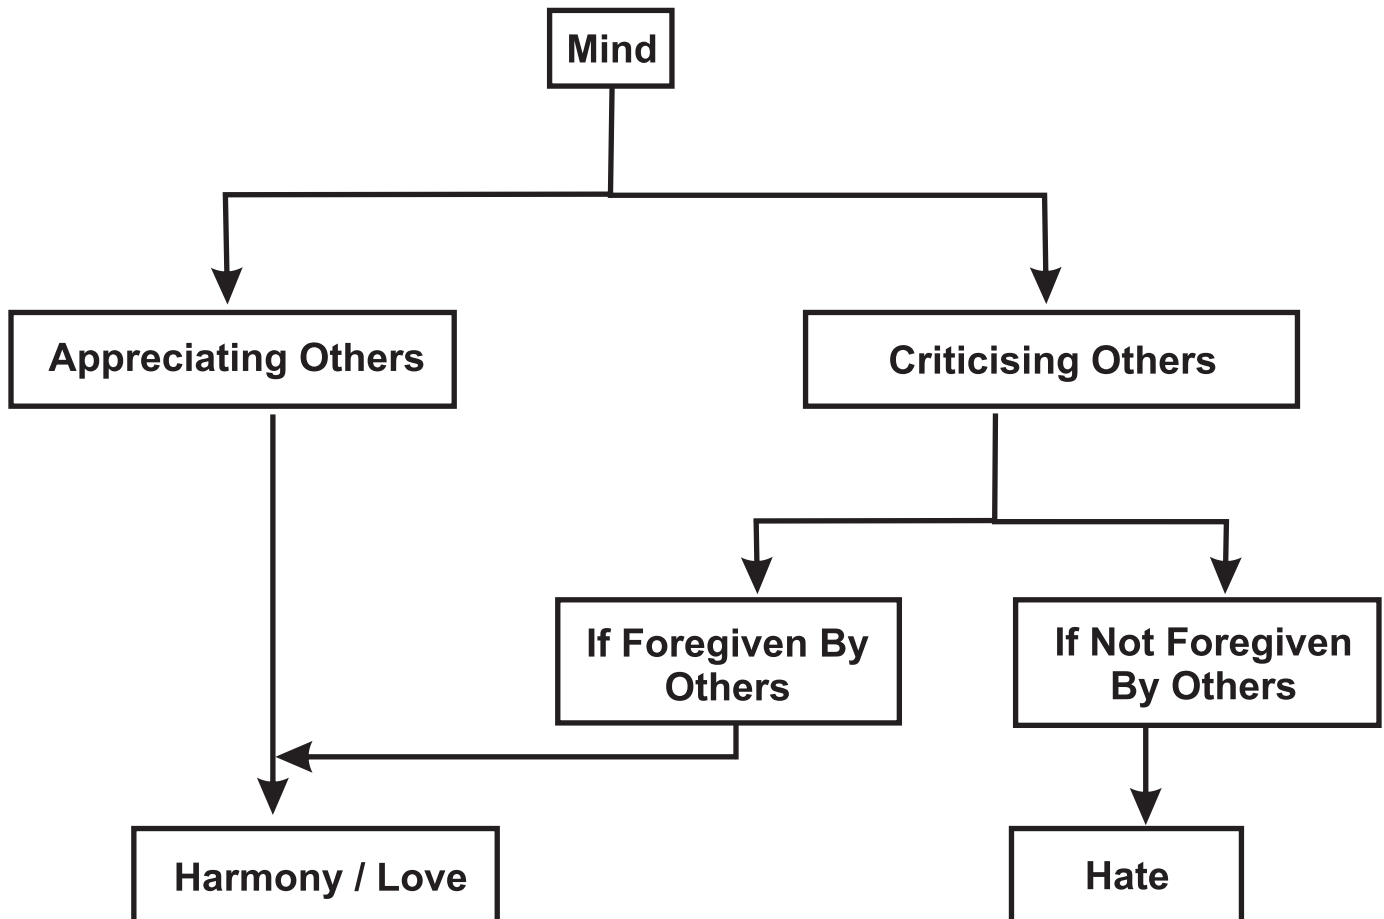 Mind
Appreciating Others
Criticising Others
If Foregiven By
Others
If Not Foregiven
By Others
Harmony / Love
Hate